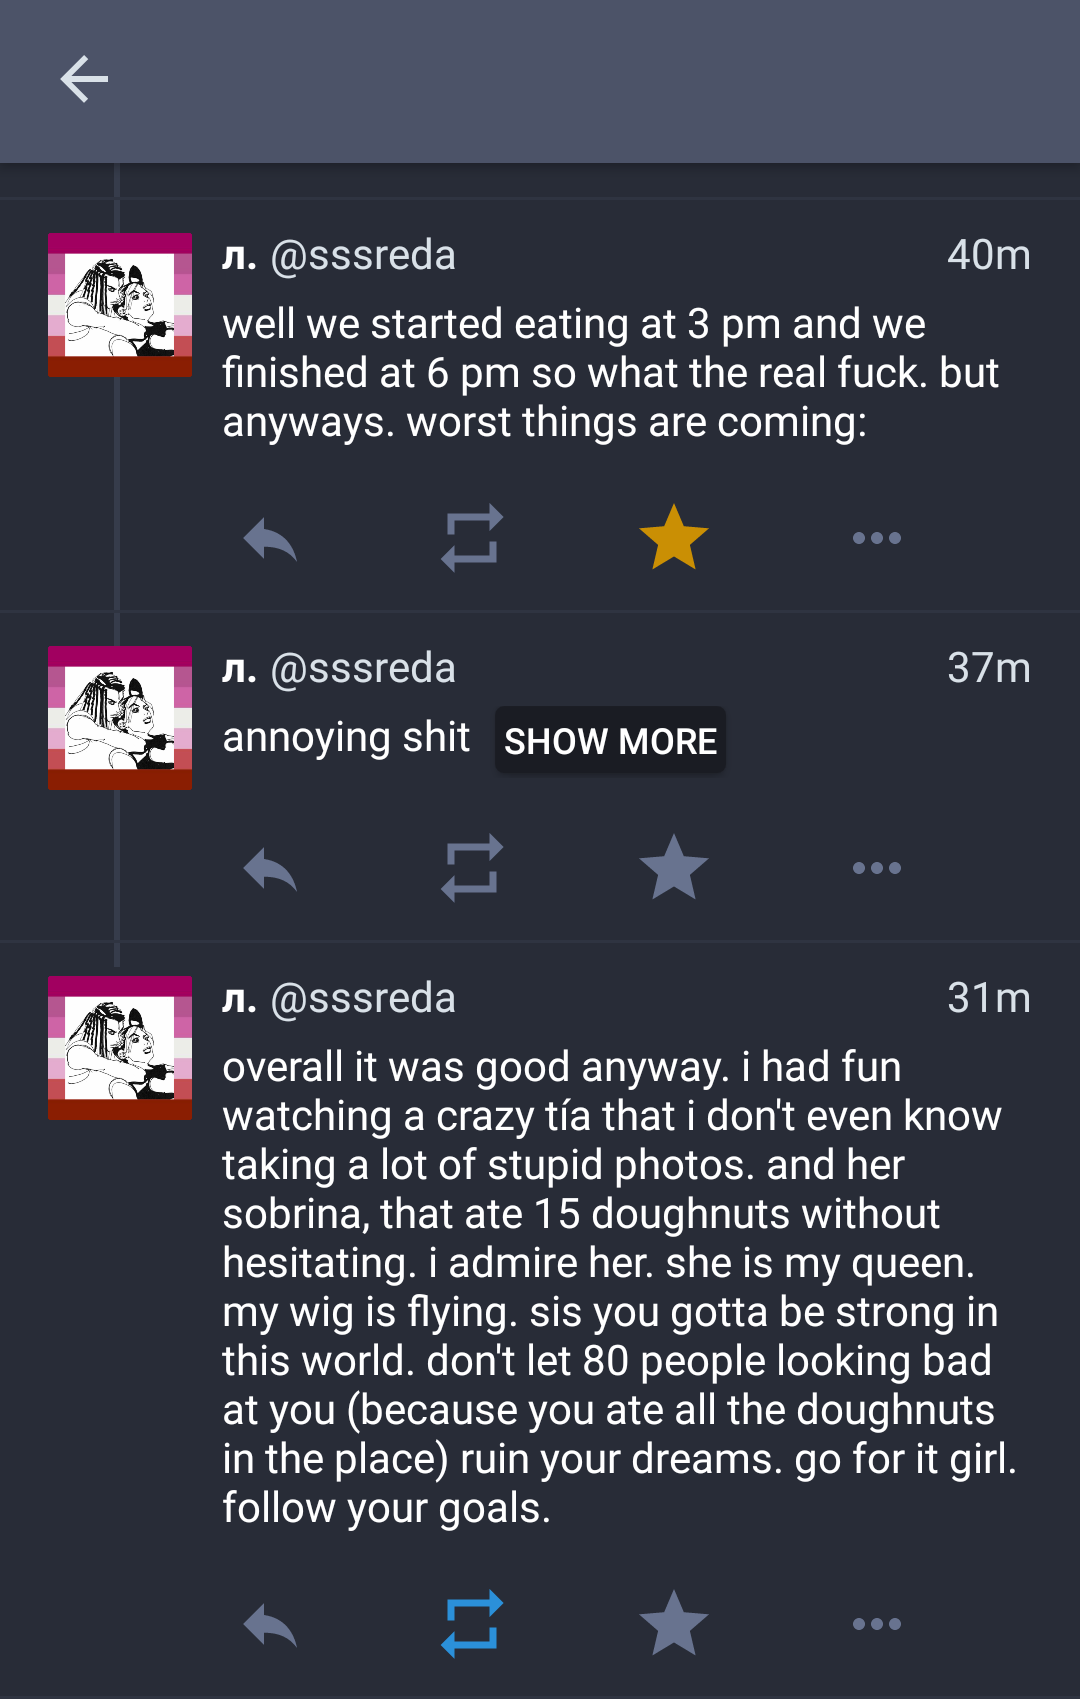 л. @sssreda 40m
well we started eating at 3 pm and we
finished at 6 pm so what the real fuck. but
anyways. worst things are coming:
л. @sssreda 37m
annoying shit SHOW MORE
л. @sssreda 31m
overall it was good anyway. i had fun
watching a crazy tía that i don't even know
taking a lot of stupid photos. and her
sobrina, that ate 15 doughnuts without
hesitating. i admire her. she is my queen.
my wig is flying. sis you gotta be strong in
this world. don't let 80 people looking bad
at you (because you ate all the doughnuts
in the place) ruin your dreams. go for it girl.
follow your goals.